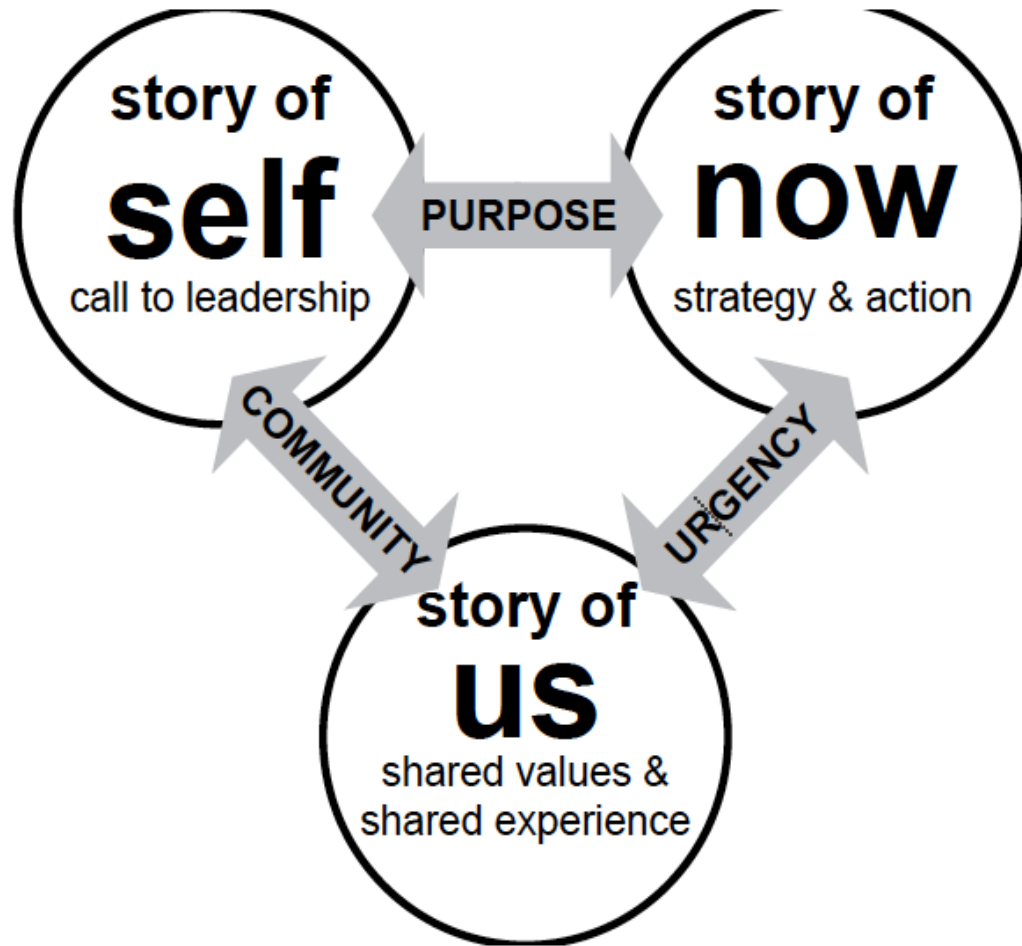 story of
self
call to leadership
PURPOSE
story of
now
strategy & action
COMMUNITY
URGENCY
story of
us
shared values &
shared experience